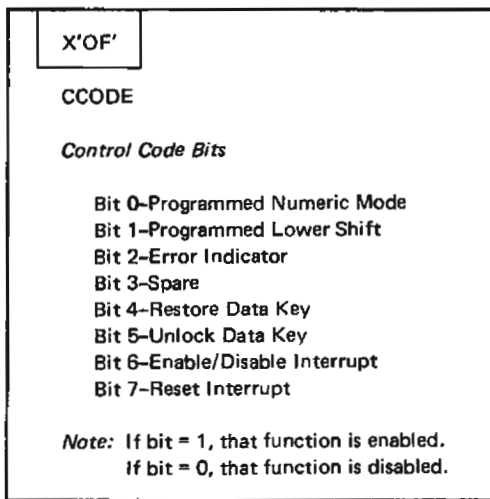 X'OF'
CCODE
Control Code Bits
Bit 0–Programmed Numeric Mode
Bit 1–Programmed Lower Shift
Bit 2–Error Indicator
Bit 3–Spare
Bit 4–Restore Data Key
Bit 5–Unlock Data Key
Bit 6–Enable/Disable Interrupt
Bit 7–Reset Interrupt
Note: If bit = 1, that function is enabled.
If bit = 0, that function is disabled.